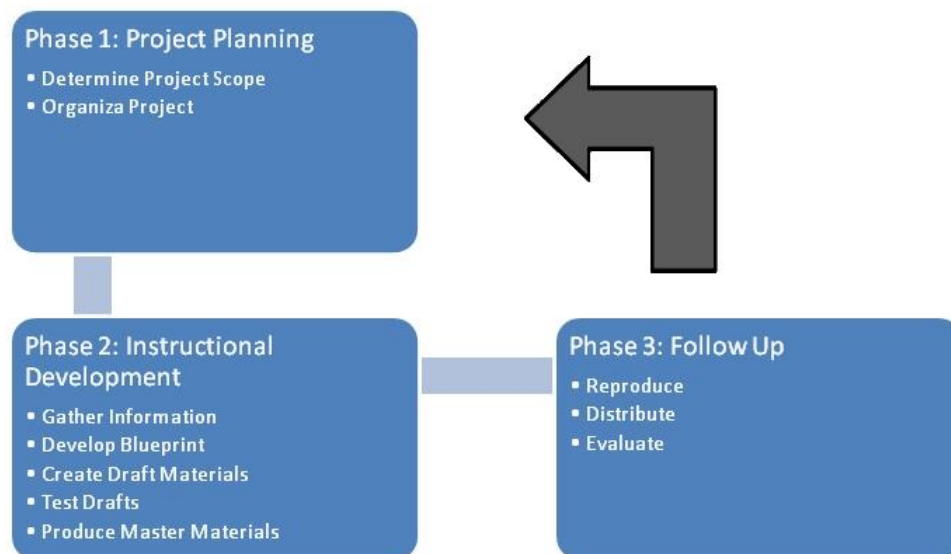 Phase 1: Project Planning
▪ Determine Project Scope
▪ Organiza Project
Phase 2: Instructional
Development
▪ Gather Information
▪ Develop Blueprint
▪ Create Draft Materials
▪ Test Drafts
▪ Produce Master Materials
Phase 3: Follow Up
▪ Reproduce
▪ Distribute
▪ Evaluate